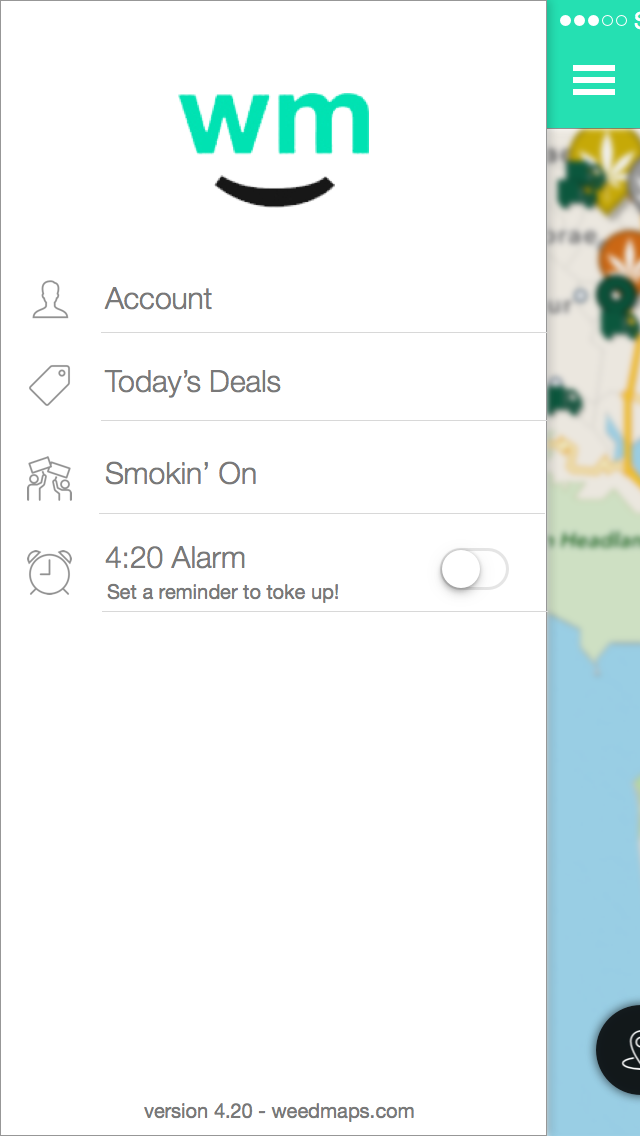 wm
Account
Today’s Deals
Smokin’ On
4:20 Alarm
Set a reminder to toke up!
version 4.20 - weedmaps.com